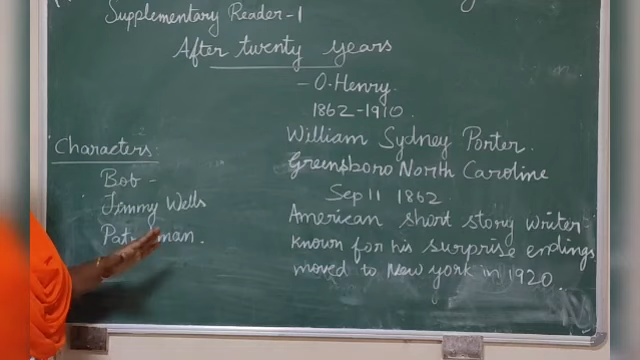 Supplementary Reader-1
After twenty years
- O.Henry.
1862-1910.
Characters:
Bob -
Jimmy Wells
man.
William Sydney Porter.
Greensboro North Caroline
Sep 11 1862
American short story writer-
known for his surprise endings
moved to New york in 1920.